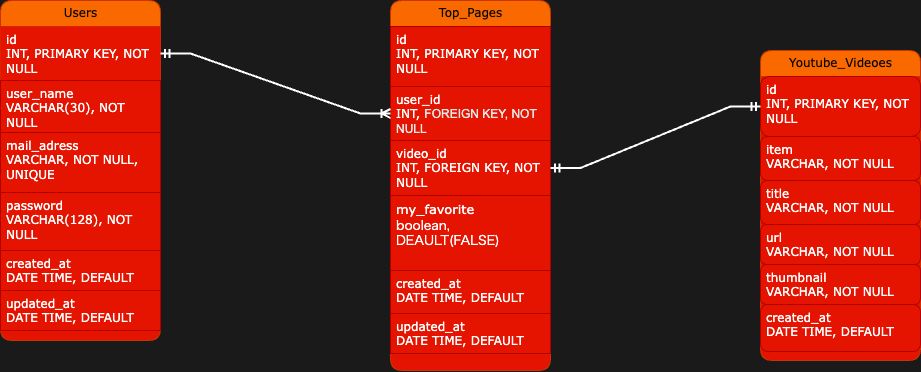 Users
id
INT, PRIMARY KEY, NOT
NULL
user_name
VARCHAR(30), NOT
NULL
mail_adress
VARCHAR, NOT NULL,
UNIQUE
password
VARCHAR(128), NOT
NULL
created_at
DATE TIME, DEFAULT
updated_at
DATE TIME, DEFAULT
Top_Pages
id
INT, PRIMARY KEY, NOT
NULL
user_id
INT, FOREIGN KEY, NOT
NULL
video_id
INT, FOREIGN KEY, NOT
NULL
my_favorite
boolean,
DEAULT(FALSE)
created_at
DATE TIME, DEFAULT
updated_at
DATE TIME, DEFAULT
Youtube_Videoes
id
INT, PRIMARY KEY, NOT
NULL
item
VARCHAR, NOT NULL
title
VARCHAR, NOT NULL
url
VARCHAR, NOT NULL
thumbnail
VARCHAR, NOT NULL
created_at
DATE TIME, DEFAULT